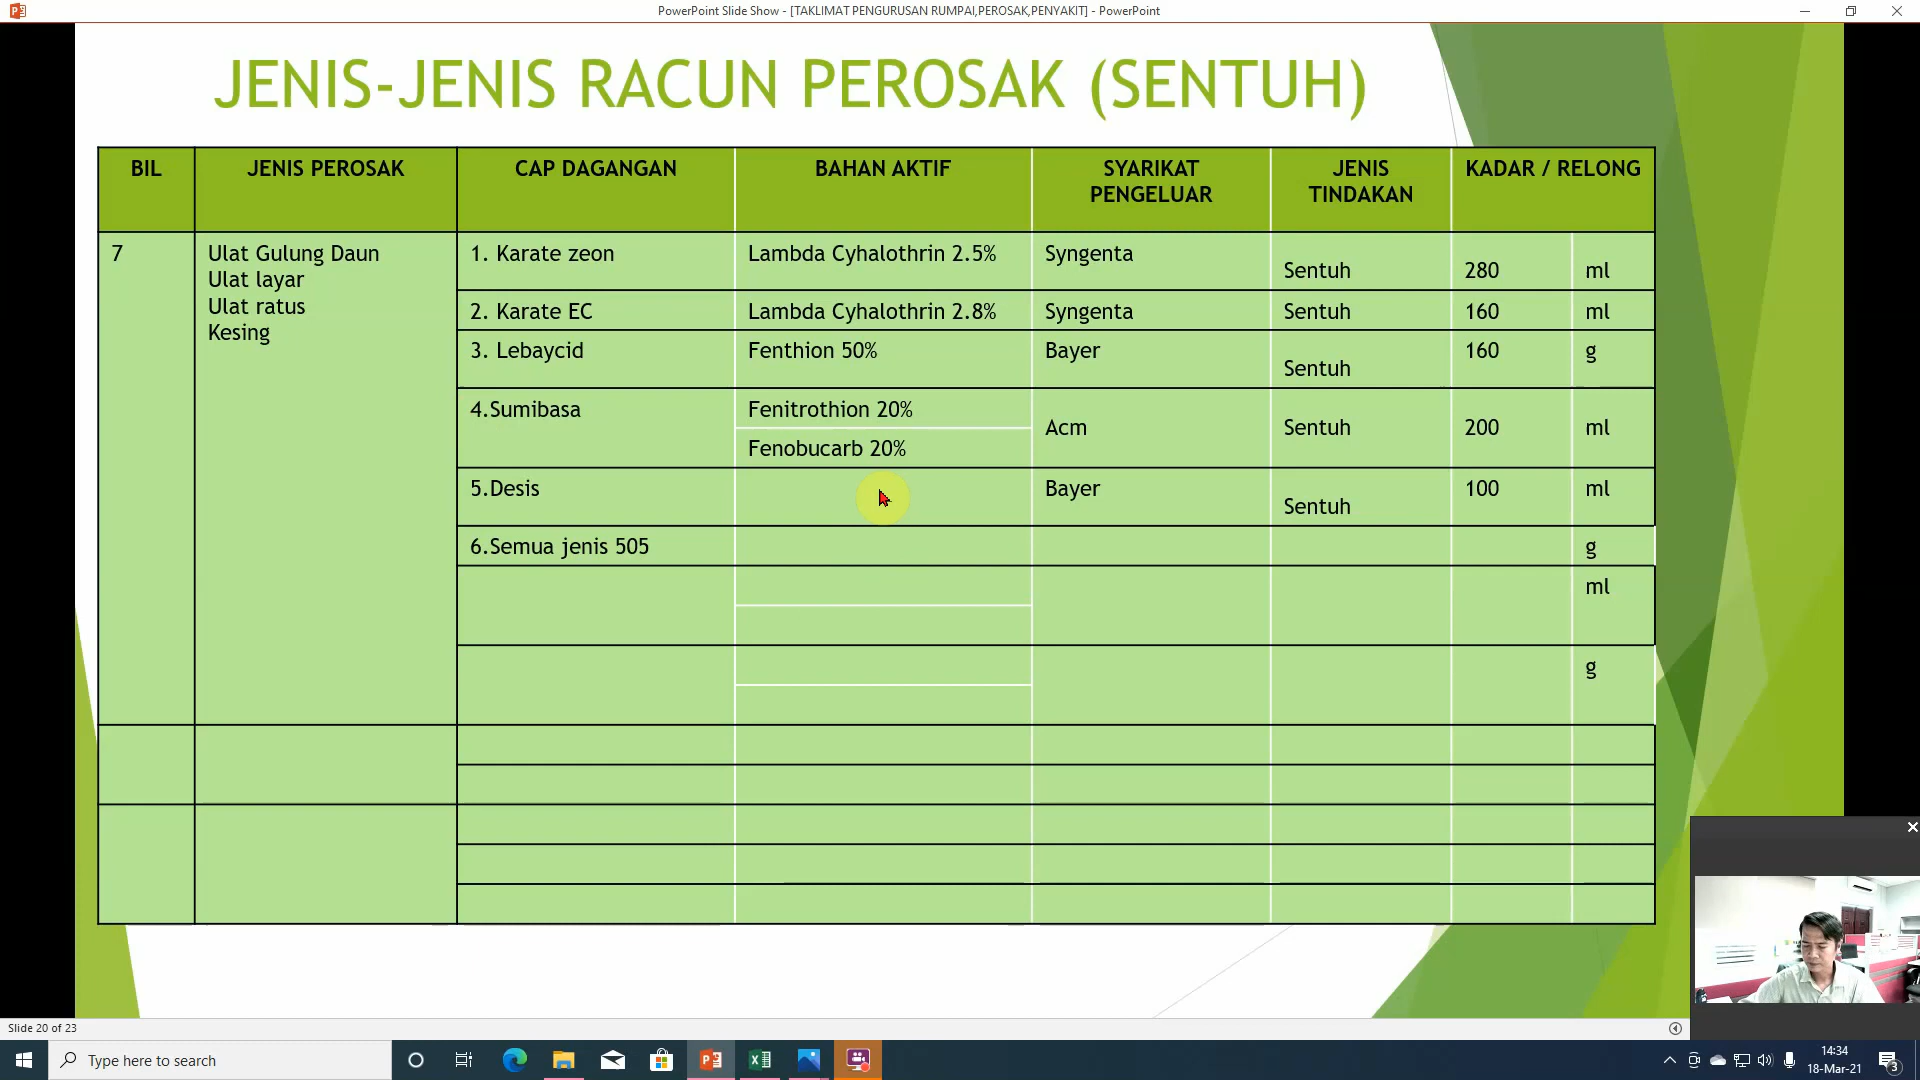 PowerPoint Slide Show - [TAKLIMAT PENGURUSAN RUMPAI,PEROSAK,PENYAKIT] - PowerPoint
JENIS-JENIS RACUN PEROSAK (SENTUH)
BIL JENIS PEROSAK CAP DAGANGAN BAHAN AKTIF SYARIKAT PENGELUAR JENIS TINDAKAN KADAR / RELONG
7
Ulat Gulung Daun
Ulat layar
Ulat ratus
Kesing
1. Karate zeon Lambda Cyhalothrin 2.5% Syngenta Sentuh 280 ml
2. Karate EC Lambda Cyhalothrin 2.8% Syngenta Sentuh 160 ml
3. Lebaycid Fenthion 50% Bayer Sentuh 160 g
4.Sumibasa Fenitrothion 20% Acm Sentuh 200 ml
Fenobucarb 20%
5.Desis Bayer Sentuh 100 ml
6.Semua jenis 505 g
ml
g
Slide 20 of 23
Type here to search
14:34
18-Mar-21
3